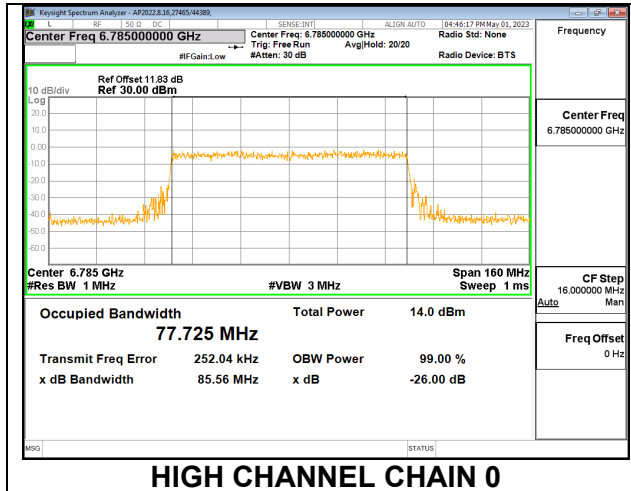 Keysight Spectrum Analyzer - AP2022.8.16,27465/44389,
L RF 50 Ω DC SENSE:INT ALIGN AUTO 04:46:17 PM May 01, 2023
Center Freq 6.785000000 GHz
Center Freq: 6.785000000 GHz
Radio Std: None
Trig: Free Run Avg|Hold: 20/20
#IFGain:Low #Atten: 30 dB Radio Device: BTS
Frequency
Ref Offset 11.83 dB
10 dB/div Ref 30.00 dBm
Log
20.0
10.0
0.00
-10.0
-20.0
-30.0
-40.0
-50.0
-60.0
Center 6.785 GHz Span 160 MHz
#Res BW 1 MHz #VBW 3 MHz Sweep 1 ms
Center Freq
6.785000000 GHz
CF Step
16.000000 MHz
Auto Man
Freq Offset
0 Hz
Occupied Bandwidth Total Power 14.0 dBm
77.725 MHz
Transmit Freq Error 252.04 kHz OBW Power 99.00 %
x dB Bandwidth 85.56 MHz x dB -26.00 dB
MSG STATUS
HIGH CHANNEL CHAIN 0